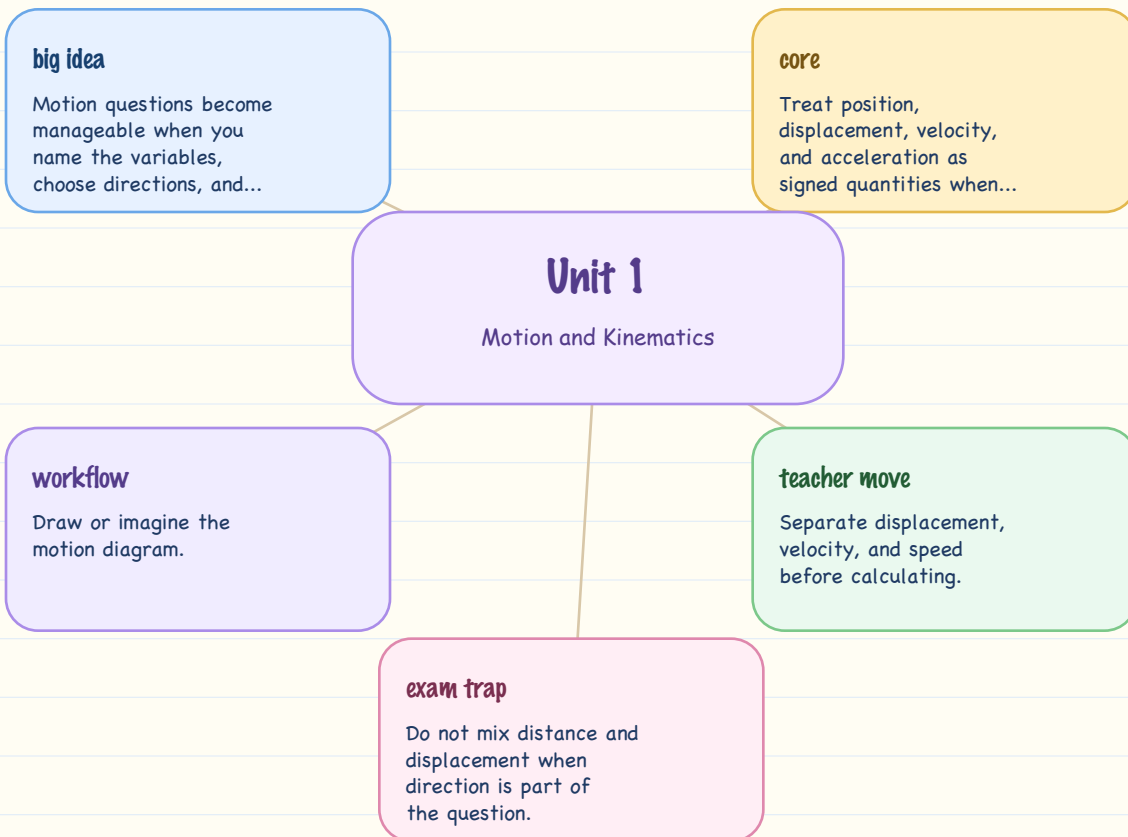 big idea
Motion questions become
manageable when you
name the variables,
choose directions, and...
core
Treat position,
displacement, velocity,
and acceleration as
signed quantities when...
Unit 1
Motion and Kinematics
workflow
Draw or imagine the
motion diagram.
teacher move
Separate displacement,
velocity, and speed
before calculating.
exam trap
Do not mix distance and
displacement when
direction is part of
the question.